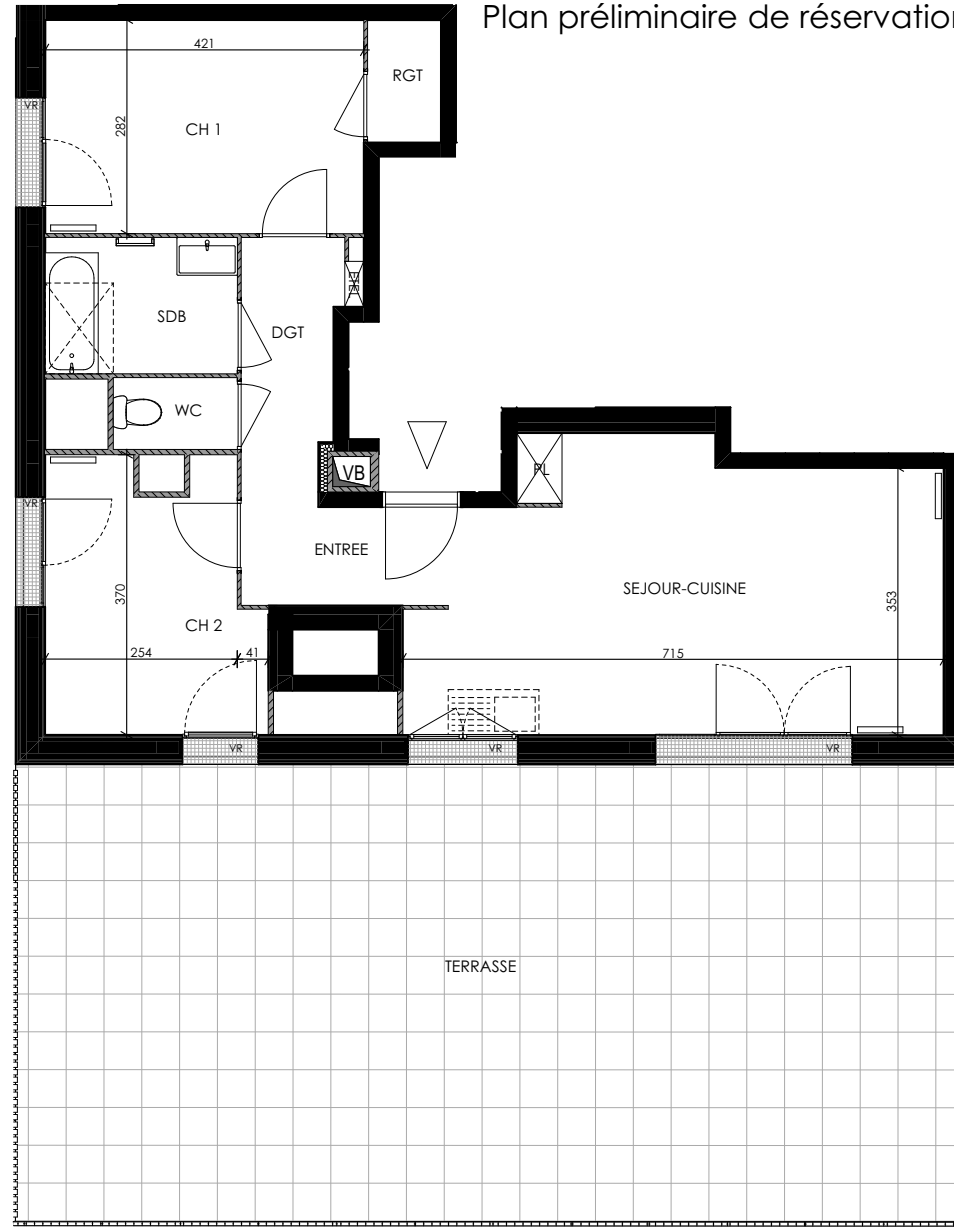 Plan préliminaire de réservation
421
RGT
VR
282
CH 1
SDB
DGT
WC
VB
PL
VR
ENTREE
370
SEJOUR-CUISINE
353
CH 2
254
41
715
VR
VR
VR
TERRASSE